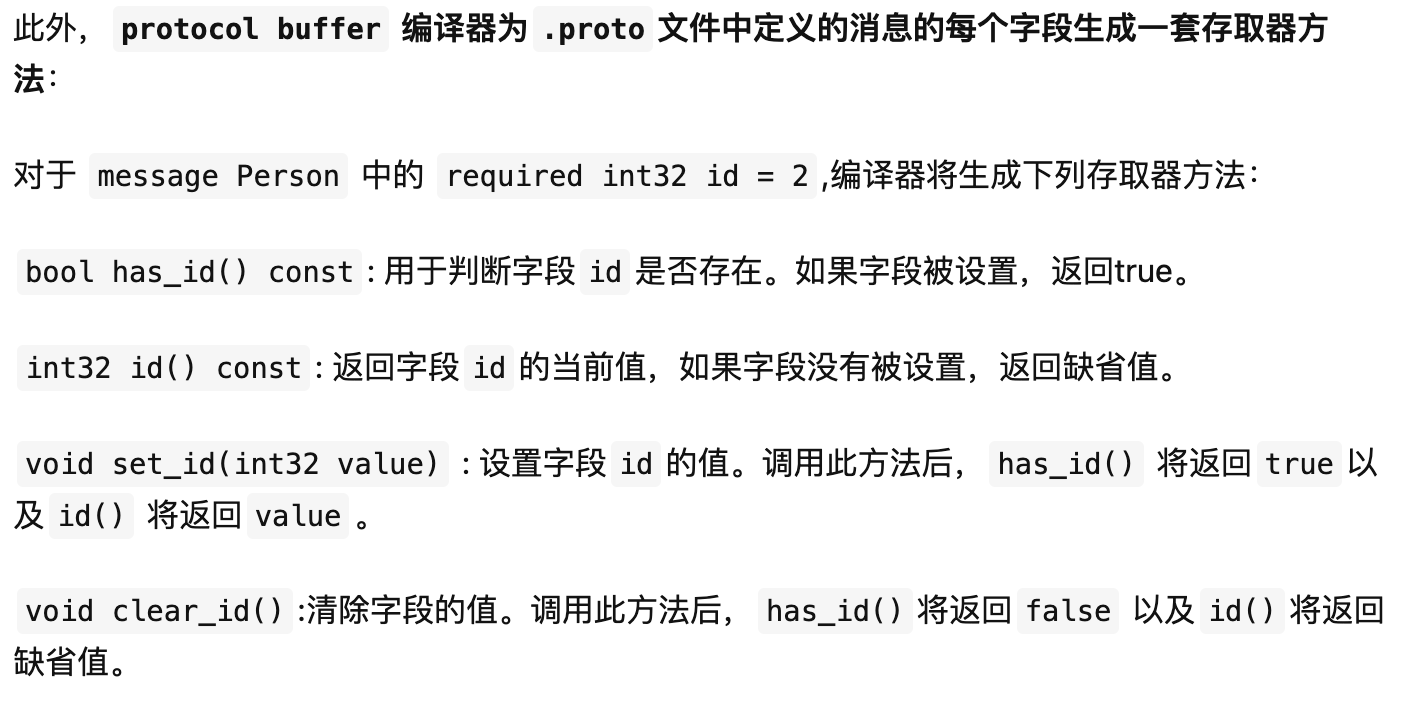 此外， protocol buffer 编译器为 .proto 文件中定义的消息的每个字段生成一套存取器方
法：
对于 message Person 中的 required int32 id = 2 ,编译器将生成下列存取器方法：
bool has_id() const : 用于判断字段 id 是否存在。如果字段被设置，返回true。
int32 id() const : 返回字段 id 的当前值，如果字段没有被设置，返回缺省值。
void set_id(int32 value) : 设置字段 id 的值。调用此方法后， has_id() 将返回 true 以
及 id() 将返回 value 。
void clear_id() :清除字段的值。调用此方法后， has_id() 将返回 false 以及 id() 将返回
缺省值。